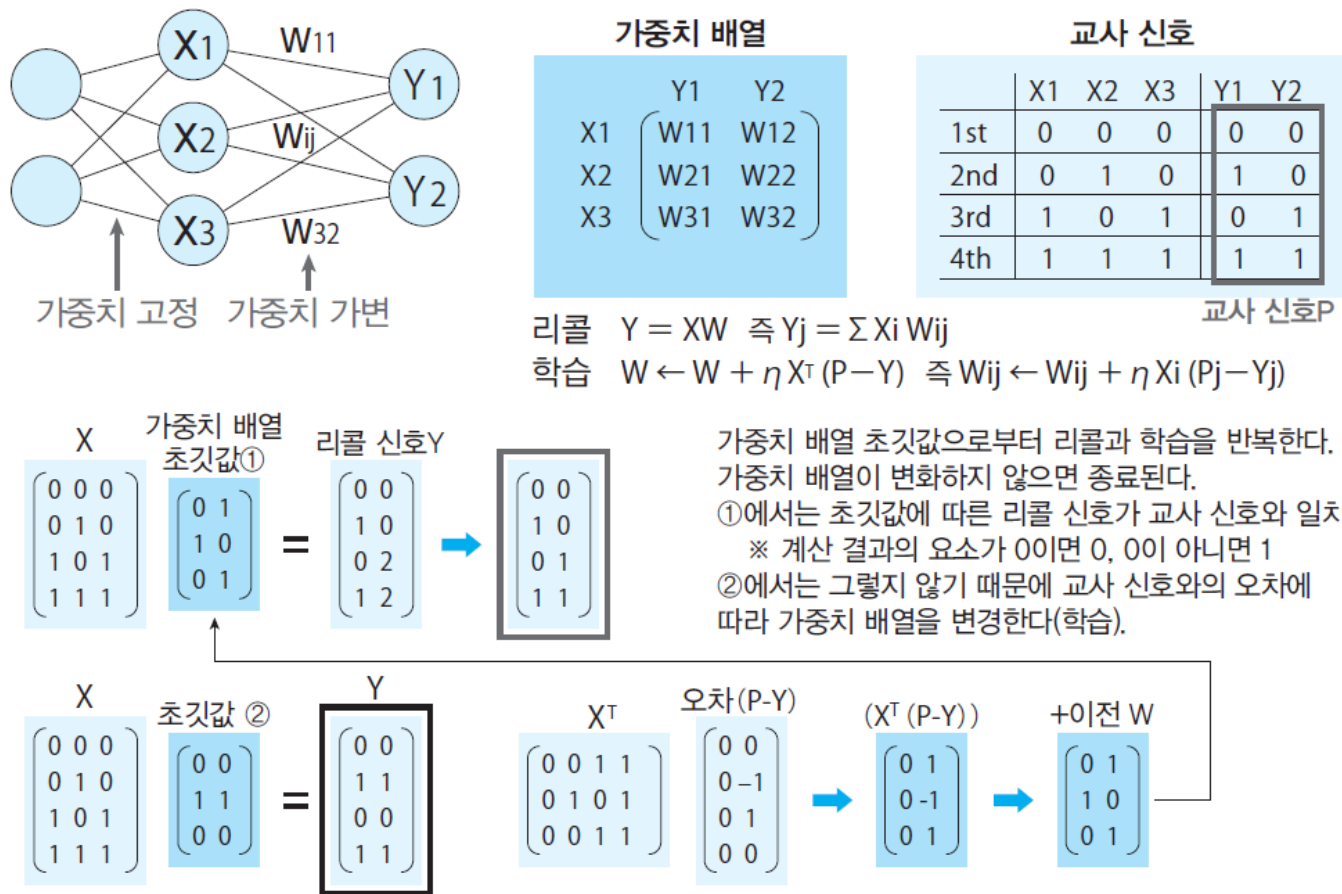 X1
X2
X3
Y1
Y2
W11
Wij
W32
가중치 고정 가중치 가변
가중치 배열
Y1 Y2
X1 W11 W12
X2 W21 W22
X3 W31 W32
교사 신호
X1 X2 X3 Y1 Y2
1st 0 0 0 0 0
2nd 0 1 0 1 0
3rd 1 0 1 0 1
4th 1 1 1 1 1
교사 신호P
리콜 Y = XW 즉 Yj = Σ Xi Wij
학습 W ← W + η Xᵀ (P−Y) 즉 Wij ← Wij + η Xi (Pj−Yj)
X
0 0 0
0 1 0
1 0 1
1 1 1
가중치 배열
초깃값①
0 1
1 0
0 1
=
리콜 신호Y
0 0
1 0
0 2
1 2
0 0
1 0
0 1
1 1
가중치 배열 초깃값으로부터 리콜과 학습을 반복한다.
가중치 배열이 변화하지 않으면 종료된다.
①에서는 초깃값에 따른 리콜 신호가 교사 신호와 일치
※ 계산 결과의 요소가 0이면 0, 0이 아니면 1
②에서는 그렇지 않기 때문에 교사 신호와의 오차에
따라 가중치 배열을 변경한다(학습).
X
0 0 0
0 1 0
1 0 1
1 1 1
초깃값 ②
0 0
1 1
0 0
=
Y
0 0
1 1
0 0
1 1
Xᵀ
0 0 1 1
0 1 0 1
0 0 1 1
오차(P-Y)
0 0
0 −1
0 1
0 0
(Xᵀ (P-Y))
0 1
0 -1
0 1
+이전 W
0 1
1 0
0 1